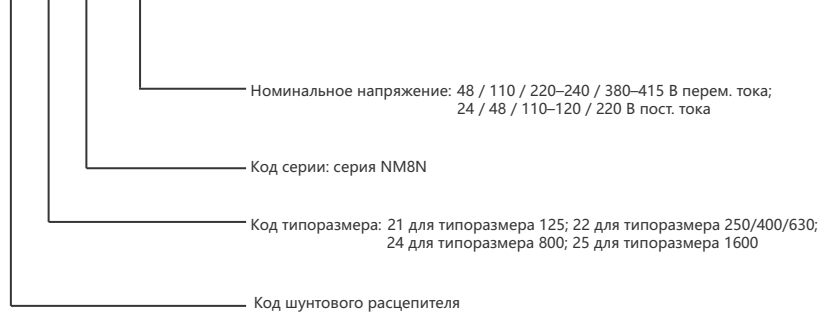 Номинальное напряжение: 48 / 110 / 220–240 / 380–415 В перем. тока;
24 / 48 / 110–120 / 220 В пост. тока
Код серии: серия NM8N
Код типоразмера: 21 для типоразмера 125; 22 для типоразмера 250/400/630;
24 для типоразмера 800; 25 для типоразмера 1600
Код шунтового расцепителя